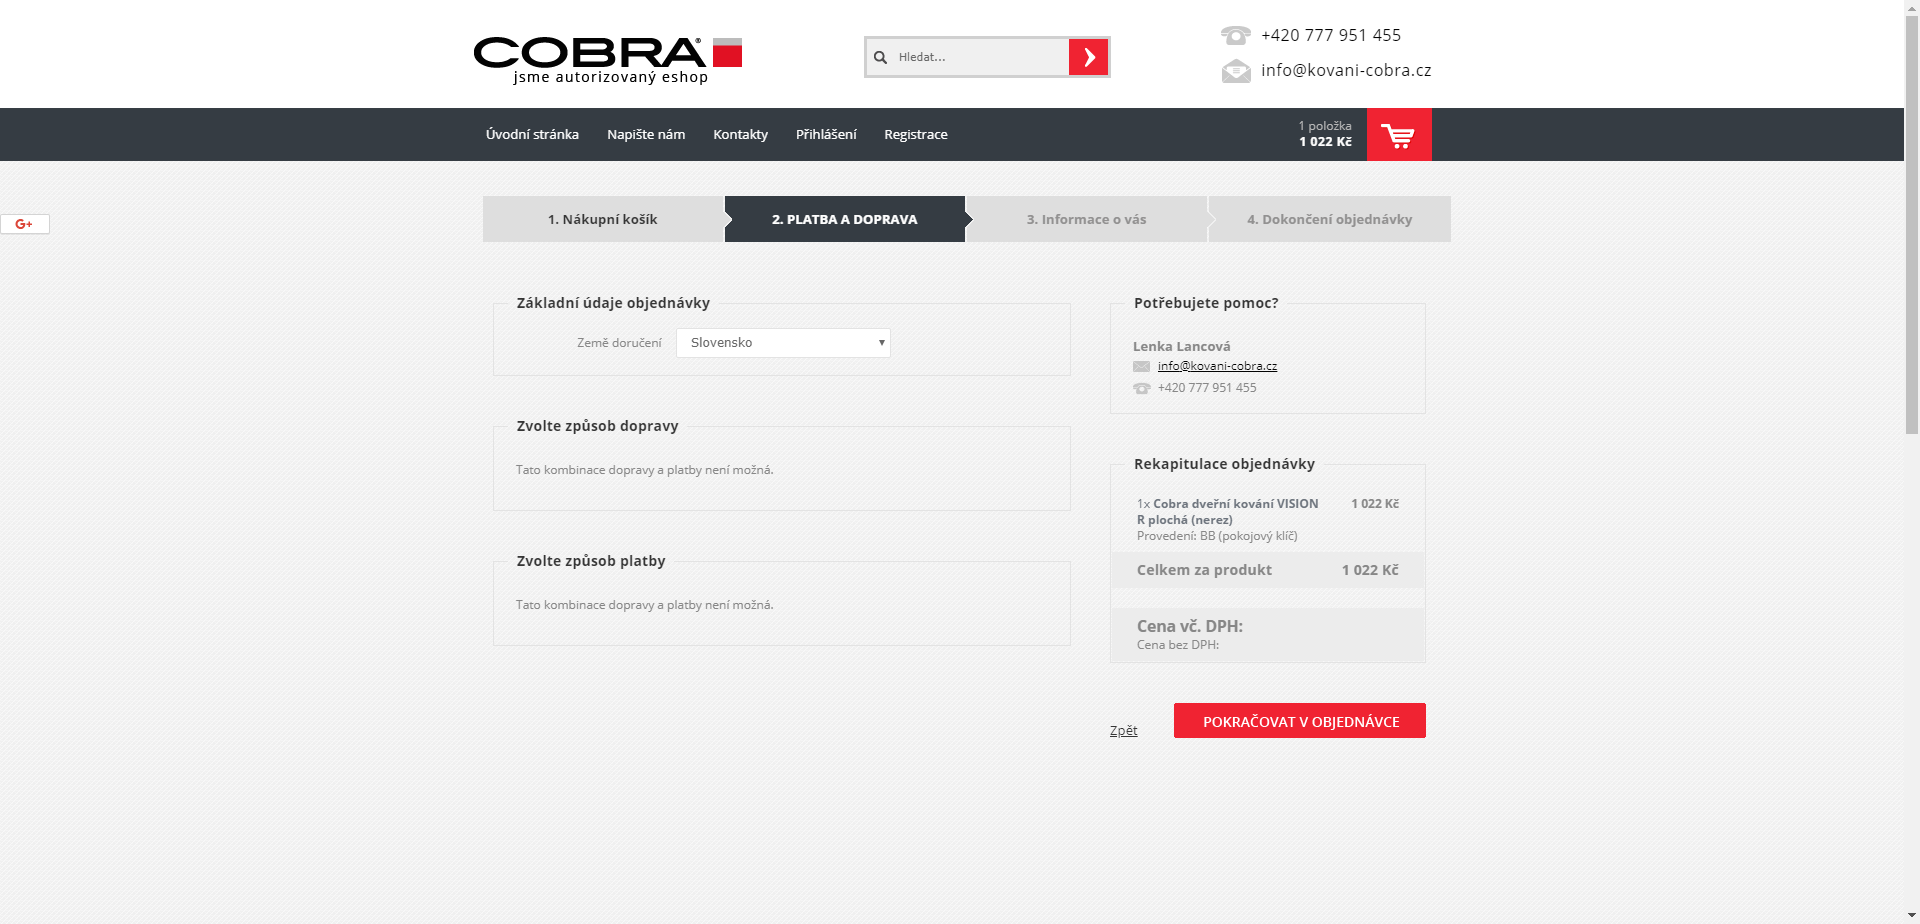 COBRA®
jsme autorizovaný eshop
Hledat...
+420 777 951 455
info@kovani-cobra.cz
Úvodní stránka
Napište nám
Kontakty
Přihlášení
Registrace
1 položka
1 022 Kč
G+
1. Nákupní košík
2. PLATBA A DOPRAVA
3. Informace o vás
4. Dokončení objednávky
Základní údaje objednávky
Země doručení
Slovensko
Zvolte způsob dopravy
Tato kombinace dopravy a platby není možná.
Zvolte způsob platby
Tato kombinace dopravy a platby není možná.
Potřebujete pomoc?
Lenka Lancová
info@kovani-cobra.cz
+420 777 951 455
Rekapitulace objednávky
1x Cobra dveřní kování VISION 1 022 Kč
R plochá (nerez)
Provedení: BB (pokojový klíč)
Celkem za produkt 1 022 Kč
Cena vč. DPH:
Cena bez DPH:
Zpět
POKRAČOVAT V OBJEDNÁVCE